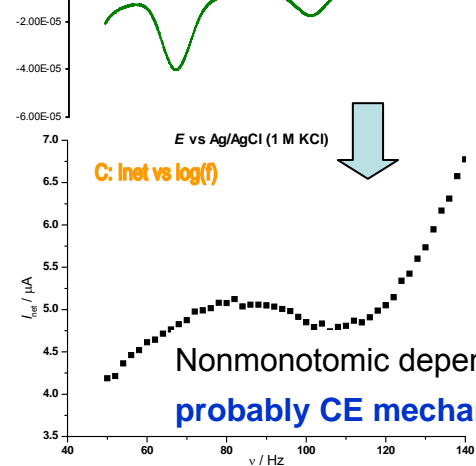 -2.00E-05
-4.00E-05
-6.00E-05
E vs Ag/AgCl (1 M KCl)
C: Inet vs log(f)
7.0
6.5
6.0
5.5
5.0
4.5
4.0
3.5
Inet / μA
Nonmonotomic depen
probably CE mecha
40 60 80 100 120 140
ν / Hz